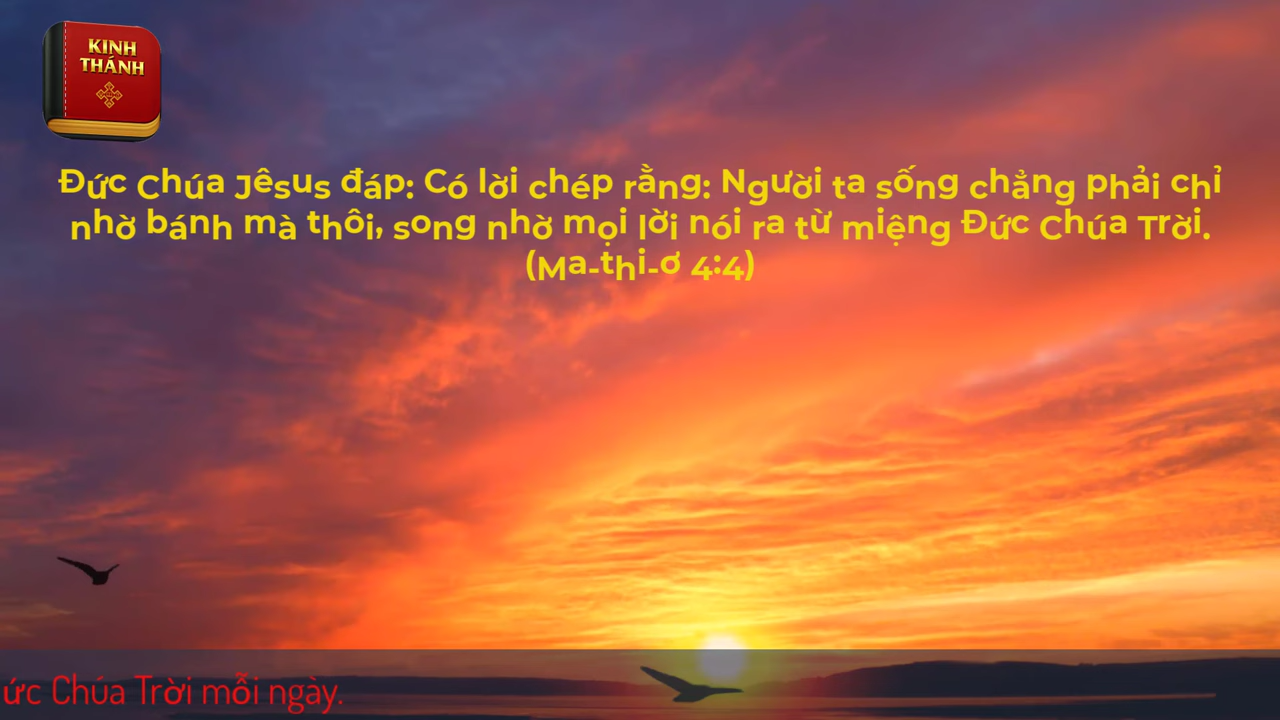 KINH
THÁNH
Đức Chúa Jêsus đáp: Có lời chép rằng: Người ta sống chẳng phải chỉ
nhờ bánh mà thôi, song nhờ mọi lời nói ra từ miệng Đức Chúa Trời.
(Ma-thi-ơ 4:4)
ức Chúa Trời mỗi ngày.